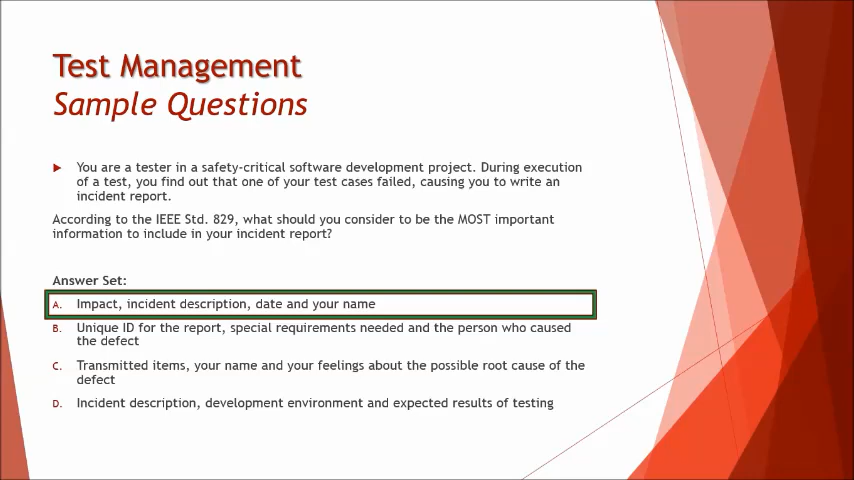 Test Management
Sample Questions
You are a tester in a safety-critical software development project. During execution
of a test, you find out that one of your test cases failed, causing you to write an
incident report.
According to the IEEE Std. 829, what should you consider to be the MOST important
information to include in your incident report?
Answer Set:
A. Impact, incident description, date and your name
B. Unique ID for the report, special requirements needed and the person who caused
the defect
C. Transmitted items, your name and your feelings about the possible root cause of the
defect
D. Incident description, development environment and expected results of testing